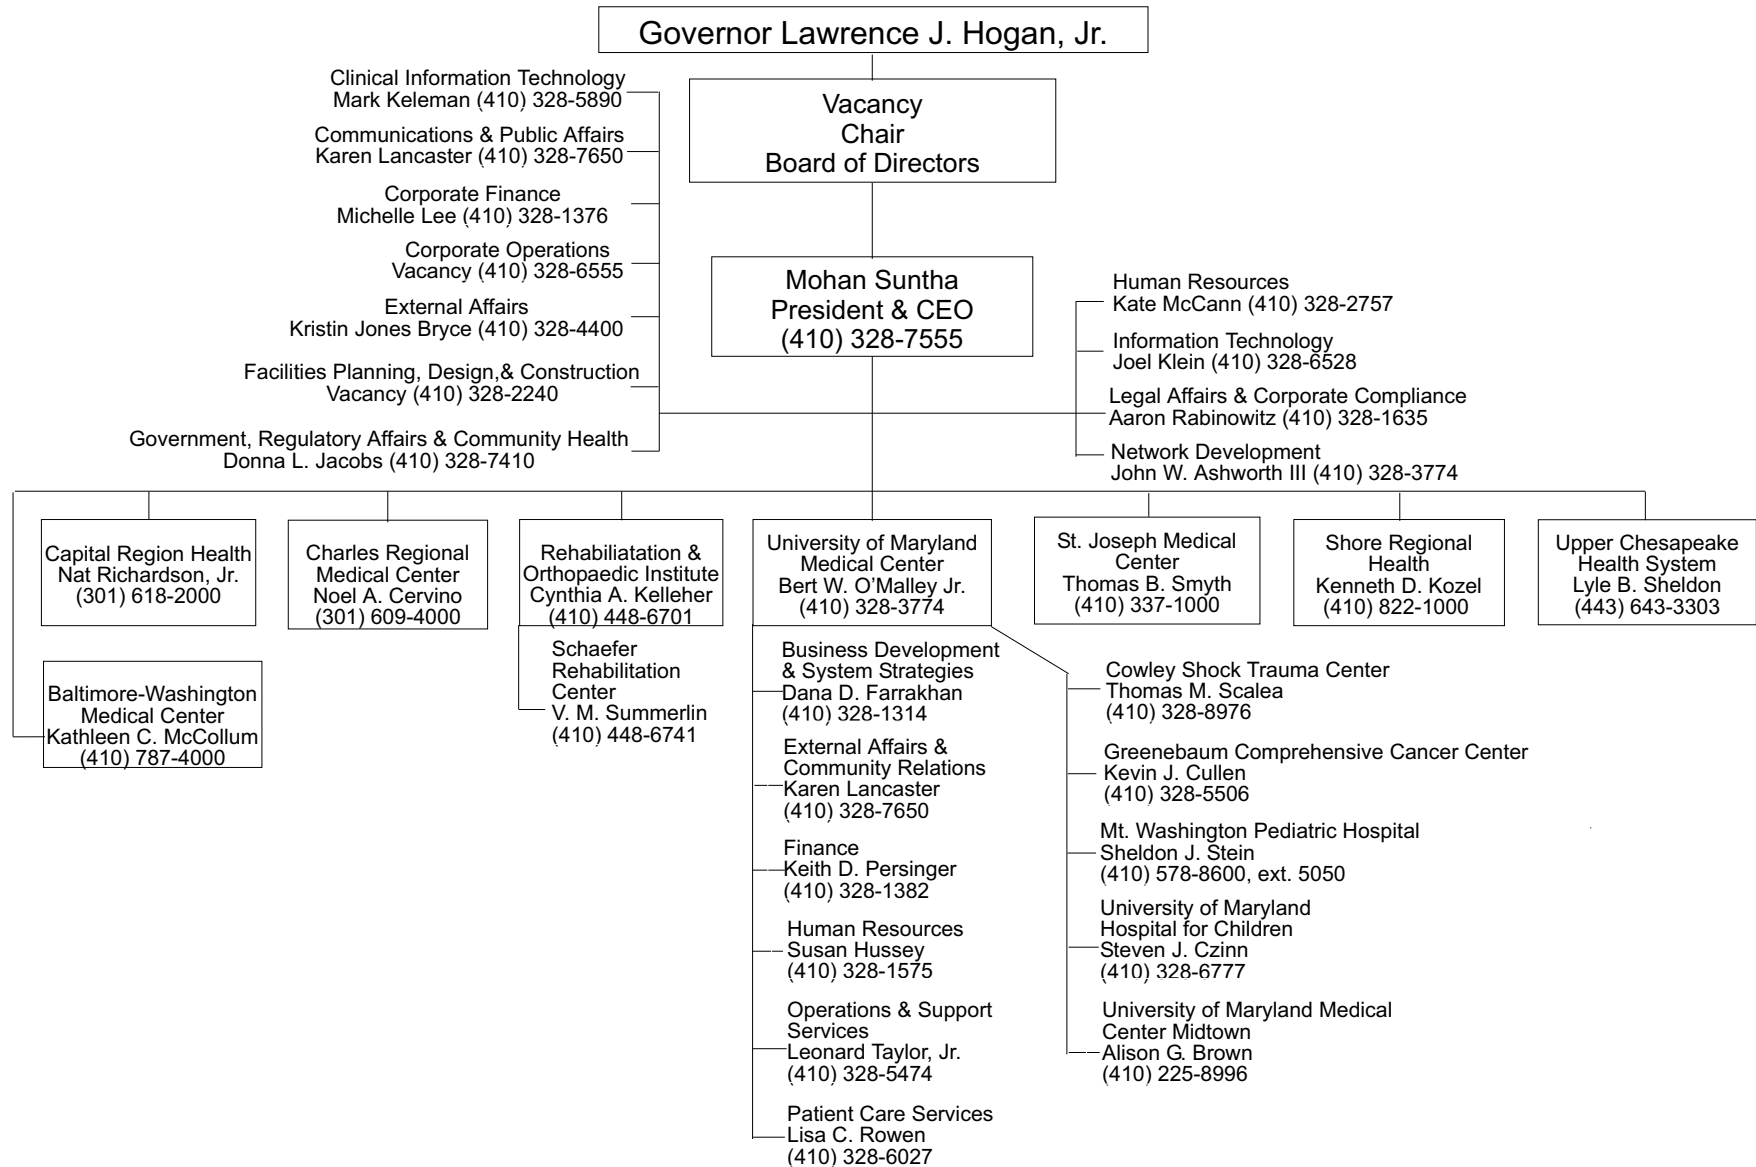 Governor Lawrence J. Hogan, Jr.
Vacancy
Chair
Board of Directors
Mohan Suntha
President & CEO
(410) 328-7555
Clinical Information Technology
Mark Keleman (410) 328-5890
Communications & Public Affairs
Karen Lancaster (410) 328-7650
Corporate Finance
Michelle Lee (410) 328-1376
Corporate Operations
Vacancy (410) 328-6555
External Affairs
Kristin Jones Bryce (410) 328-4400
Facilities Planning, Design,& Construction
Vacancy (410) 328-2240
Government, Regulatory Affairs & Community Health
Donna L. Jacobs (410) 328-7410
Human Resources
Kate McCann (410) 328-2757
Information Technology
Joel Klein (410) 328-6528
Legal Affairs & Corporate Compliance
Aaron Rabinowitz (410) 328-1635
Network Development
John W. Ashworth III (410) 328-3774
Capital Region Health
Nat Richardson, Jr.
(301) 618-2000
Baltimore-Washington
Medical Center
Kathleen C. McCollum
(410) 787-4000
Charles Regional
Medical Center
Noel A. Cervino
(301) 609-4000
Rehabiliatation &
Orthopaedic Institute
Cynthia A. Kelleher
(410) 448-6701
Schaefer
Rehabilitation
Center
V. M. Summerlin
(410) 448-6741
University of Maryland
Medical Center
Bert W. O’Malley Jr.
(410) 328-3774
Business Development
& System Strategies
Dana D. Farrakhan
(410) 328-1314
External Affairs &
Community Relations
Karen Lancaster
(410) 328-7650
Finance
Keith D. Persinger
(410) 328-1382
Human Resources
Susan Hussey
(410) 328-1575
Operations & Support
Services
Leonard Taylor, Jr.
(410) 328-5474
Patient Care Services
Lisa C. Rowen
(410) 328-6027
Cowley Shock Trauma Center
Thomas M. Scalea
(410) 328-8976
Greenebaum Comprehensive Cancer Center
Kevin J. Cullen
(410) 328-5506
Mt. Washington Pediatric Hospital
Sheldon J. Stein
(410) 578-8600, ext. 5050
University of Maryland
Hospital for Children
Steven J. Czinn
(410) 328-6777
University of Maryland Medical
Center Midtown
Alison G. Brown
(410) 225-8996
St. Joseph Medical
Center
Thomas B. Smyth
(410) 337-1000
Shore Regional
Health
Kenneth D. Kozel
(410) 822-1000
Upper Chesapeake
Health System
Lyle B. Sheldon
(443) 643-3303